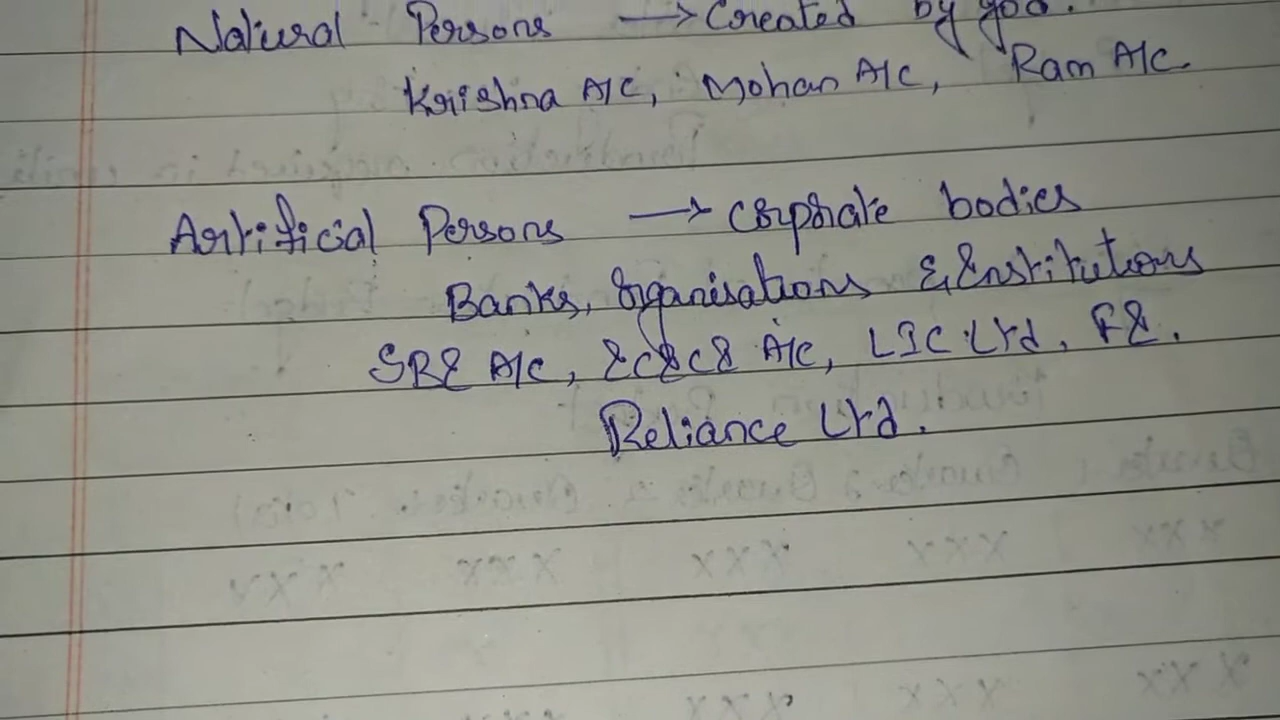 Natural Persons → Created by god.
Krishna A/C, Mohan A/C, Ram A/C.
Artificial Persons → Corporate bodies
Banks, Organisations & Institutions
SBI A/C, ICICI A/C, LIC Ltd,
Reliance Ltd.